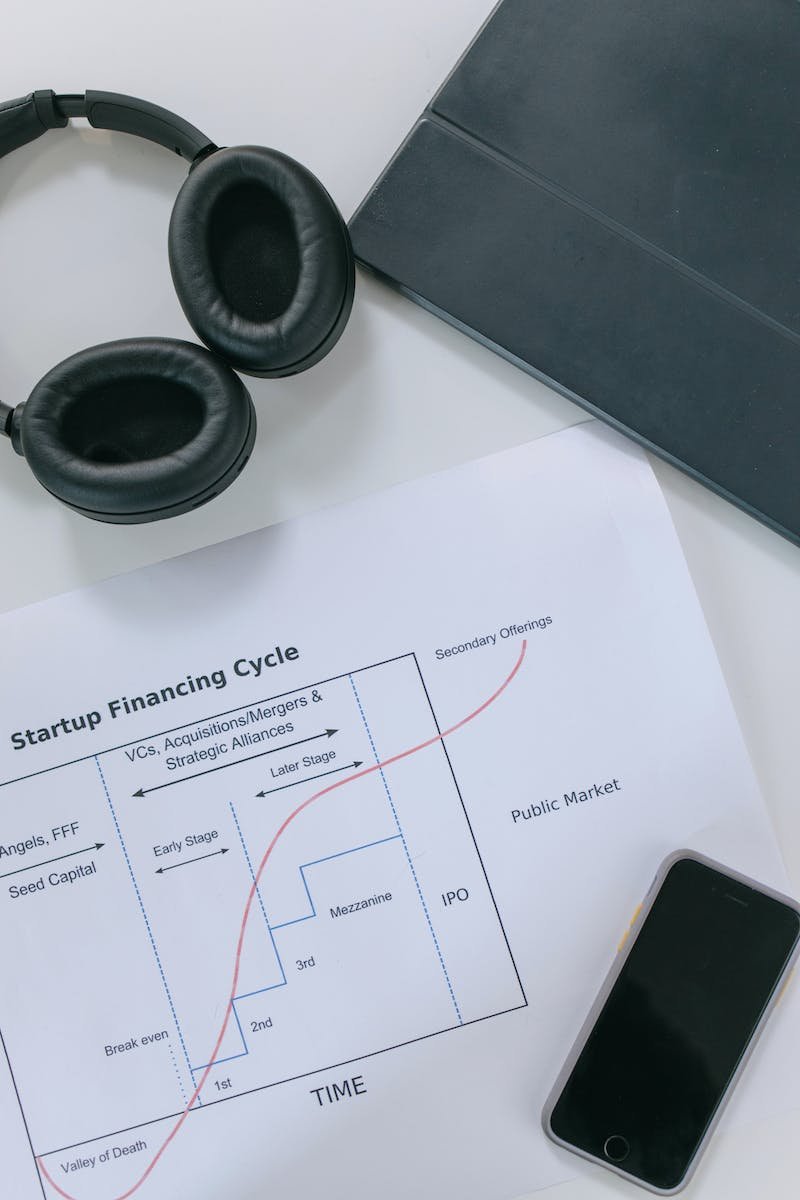 Secondary Offerings
Startup Financing Cycle
VCs, Acquisitions/Mergers &
Strategic Alliances
Later Stage
Public Market
Angels, FFF
Early Stage
Seed Capital
Mezzanine
IPO
3rd
2nd
Break even
1st
TIME
Valley of Death